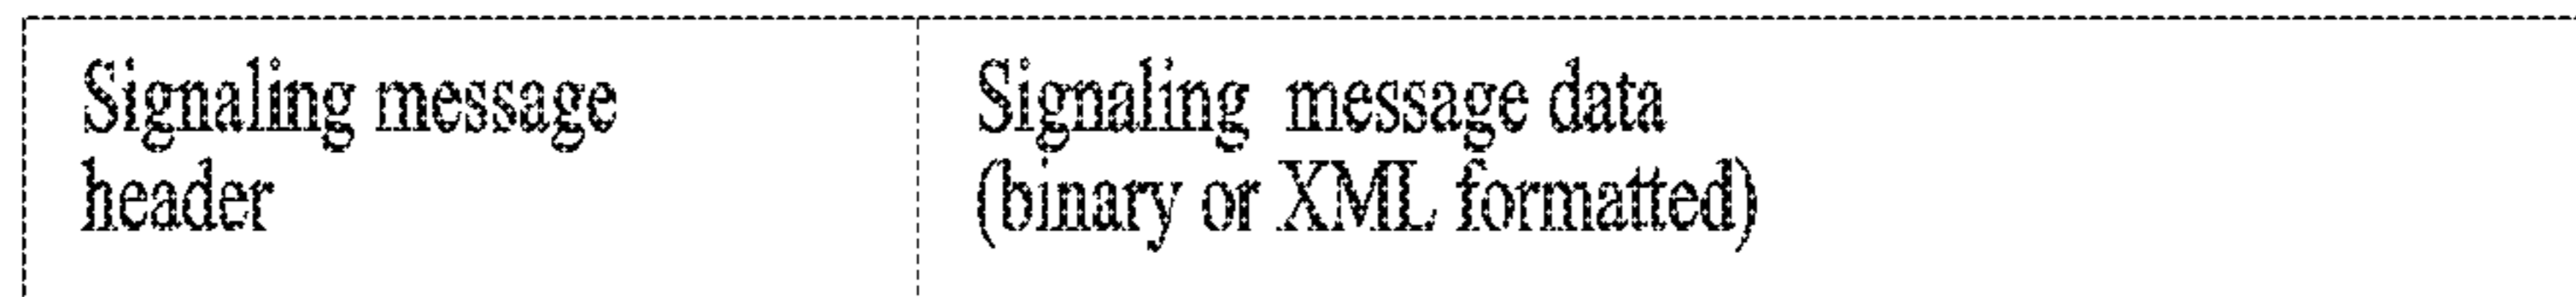 Signaling message
header
Signaling message data
(binary or XML formatted)